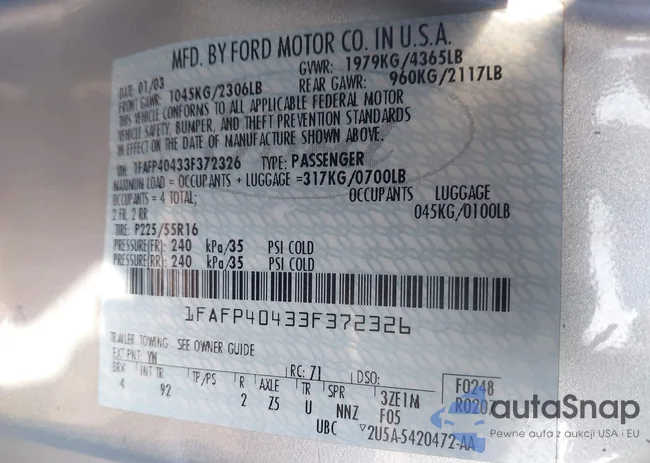 MFD. BY FORD MOTOR CO. IN U.S.A.
DATE: 01/03 GVWR: 1979KG/4365LB
FRONT GAWR: 1045KG/2306LB REAR GAWR: 960KG/2117LB
THIS VEHICLE CONFORMS TO ALL APPLICABLE FEDERAL MOTOR
VEHICLE SAFETY, BUMPER, AND THEFT PREVENTION STANDARDS
IN EFFECT ON THE DATE OF MANUFACTURE SHOWN ABOVE.
VIN: 1FAFP40433F372326 TYPE: PASSENGER
MAXIMUM LOAD = OCCUPANTS + LUGGAGE =317KG/0700LB
OCCUPANTS = 4 TOTAL; OCCUPANTS LUGGAGE
2 FR, 2 RR 045KG/0100LB
TIRE: P225/55R16
PRESSURE(FR): 240 kPa/35 PSI COLD
PRESSURE(RR): 240 kPa/35 PSI COLD
1FAFP40433F372326
TRAILER TOWING - SEE OWNER GUIDE
EXT PNT: YN RC: 71 DSO:
BRK INT TR TP/PS R AXLE TR SPR 3ZE1M F0248
4 92 2 Z5 U NNZ F05 R020
UBC ▽2U5A-5420472-AA
autaSnap
Pewne auta z aukcji USA i EU